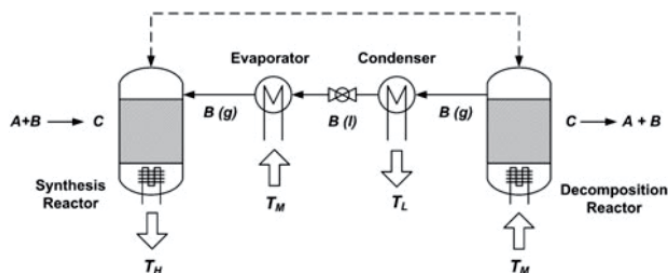 Evaporator
Condenser
A+B → C
B (g)
B (l)
B (g)
C → A + B
Synthesis
Reactor
T_M
T_L
Decomposition
Reactor
T_H
T_M